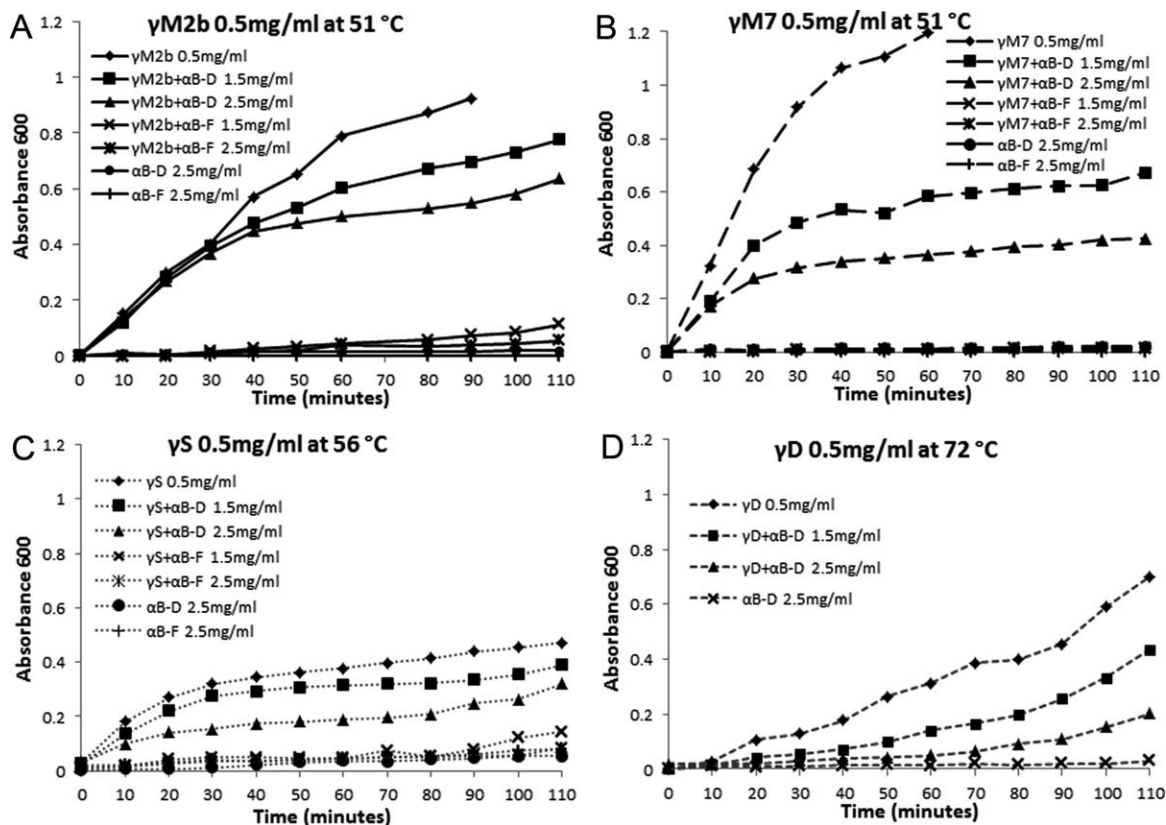 A
γM2b 0.5mg/ml at 51 °C
1.2
1
0.8
0.6
0.4
0.2
0
Absorbance 600
γM2b 0.5mg/ml
γM2b+αB-D 1.5mg/ml
γM2b+αB-D 2.5mg/ml
γM2b+αB-F 1.5mg/ml
γM2b+αB-F 2.5mg/ml
αB-D 2.5mg/ml
αB-F 2.5mg/ml
0 10 20 30 40 50 60 70 80 90 100 110
Time (minutes)
B
γM7 0.5mg/ml at 51 °C
1.2
1
0.8
0.6
0.4
0.2
0
Absorbance 600
γM7 0.5mg/ml
γM7+αB-D 1.5mg/ml
γM7+αB-D 2.5mg/ml
γM7+αB-F 1.5mg/ml
γM7+αB-F 2.5mg/ml
αB-D 2.5mg/ml
αB-F 2.5mg/ml
0 10 20 30 40 50 60 70 80 90 100 110
Time (minutes)
C
γS 0.5mg/ml at 56 °C
1.2
1
0.8
0.6
0.4
0.2
0
Absorbance 600
γS 0.5mg/ml
γS+αB-D 1.5mg/ml
γS+αB-D 2.5mg/ml
γS+αB-F 1.5mg/ml
γS+αB-F 2.5mg/ml
αB-D 2.5mg/ml
αB-F 2.5mg/ml
0 10 20 30 40 50 60 70 80 90 100 110
Time (minutes)
D
γD 0.5mg/ml at 72 °C
1.2
1
0.8
0.6
0.4
0.2
0
Absorbance 600
γD 0.5mg/ml
γD+αB-D 1.5mg/ml
γD+αB-D 2.5mg/ml
αB-D 2.5mg/ml
0 10 20 30 40 50 60 70 80 90 100 110
Time (minutes)